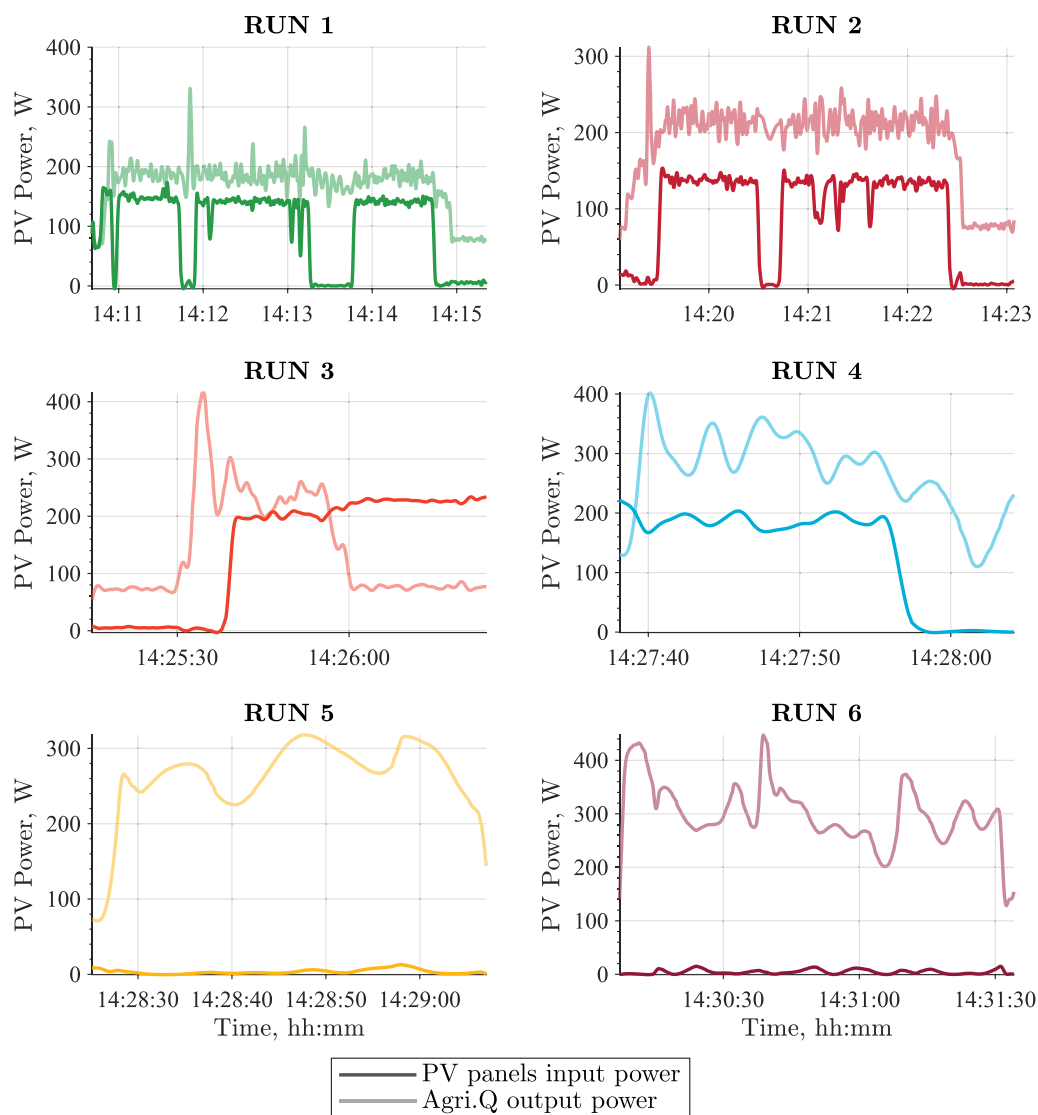 RUN 1
PV Power, W
400
300
200
100
0
14:11 14:12 14:13 14:14 14:15
RUN 2
PV Power, W
300
200
100
0
14:20 14:21 14:22 14:23
RUN 3
PV Power, W
400
300
200
100
0
14:25:30 14:26:00
RUN 4
PV Power, W
400
300
200
100
0
14:27:40 14:27:50 14:28:00
RUN 5
PV Power, W
300
200
100
0
14:28:30 14:28:40 14:28:50 14:29:00
Time, hh:mm
RUN 6
PV Power, W
400
300
200
100
0
14:30:30 14:31:00 14:31:30
Time, hh:mm
PV panels input power
Agri.Q output power